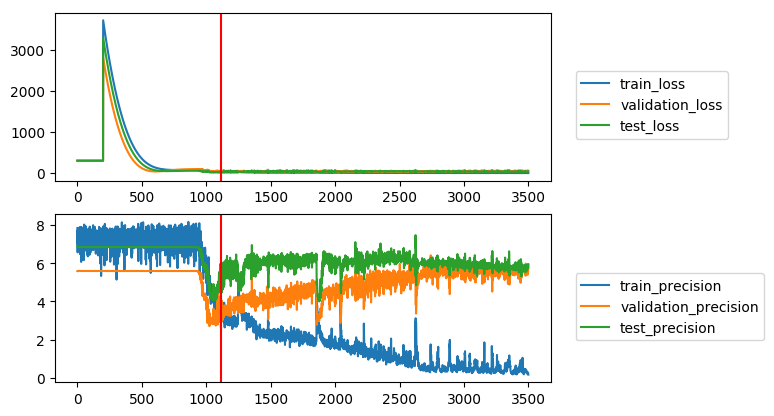 3000
2000
1000
0
0 500 1000 1500 2000 2500 3000 3500
train_loss
validation_loss
test_loss
8
6
4
2
0
0 500 1000 1500 2000 2500 3000 3500
train_precision
validation_precision
test_precision